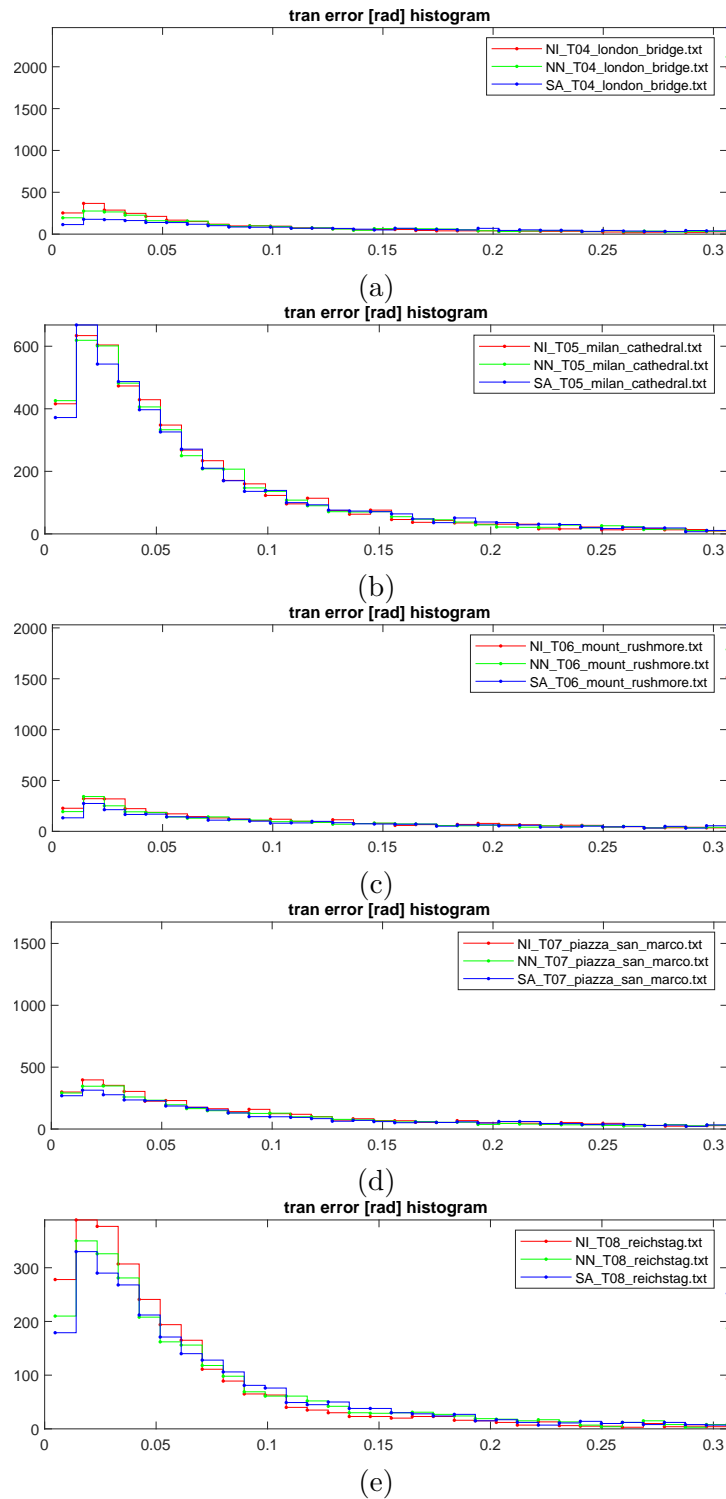 tran error [rad] histogram
2000
1500
1000
500
0
0 0.05 0.1 0.15 0.2 0.25 0.3
NI_T04_london_bridge.txt
NN_T04_london_bridge.txt
SA_T04_london_bridge.txt
(a)
tran error [rad] histogram
600
400
200
0
0 0.05 0.1 0.15 0.2 0.25 0.3
NI_T05_milan_cathedral.txt
NN_T05_milan_cathedral.txt
SA_T05_milan_cathedral.txt
(b)
tran error [rad] histogram
2000
1500
1000
500
0
0 0.05 0.1 0.15 0.2 0.25 0.3
NI_T06_mount_rushmore.txt
NN_T06_mount_rushmore.txt
SA_T06_mount_rushmore.txt
(c)
tran error [rad] histogram
1500
1000
500
0
0 0.05 0.1 0.15 0.2 0.25 0.3
NI_T07_piazza_san_marco.txt
NN_T07_piazza_san_marco.txt
SA_T07_piazza_san_marco.txt
(d)
tran error [rad] histogram
300
200
100
0
0 0.05 0.1 0.15 0.2 0.25 0.3
NI_T08_reichstag.txt
NN_T08_reichstag.txt
SA_T08_reichstag.txt
(e)